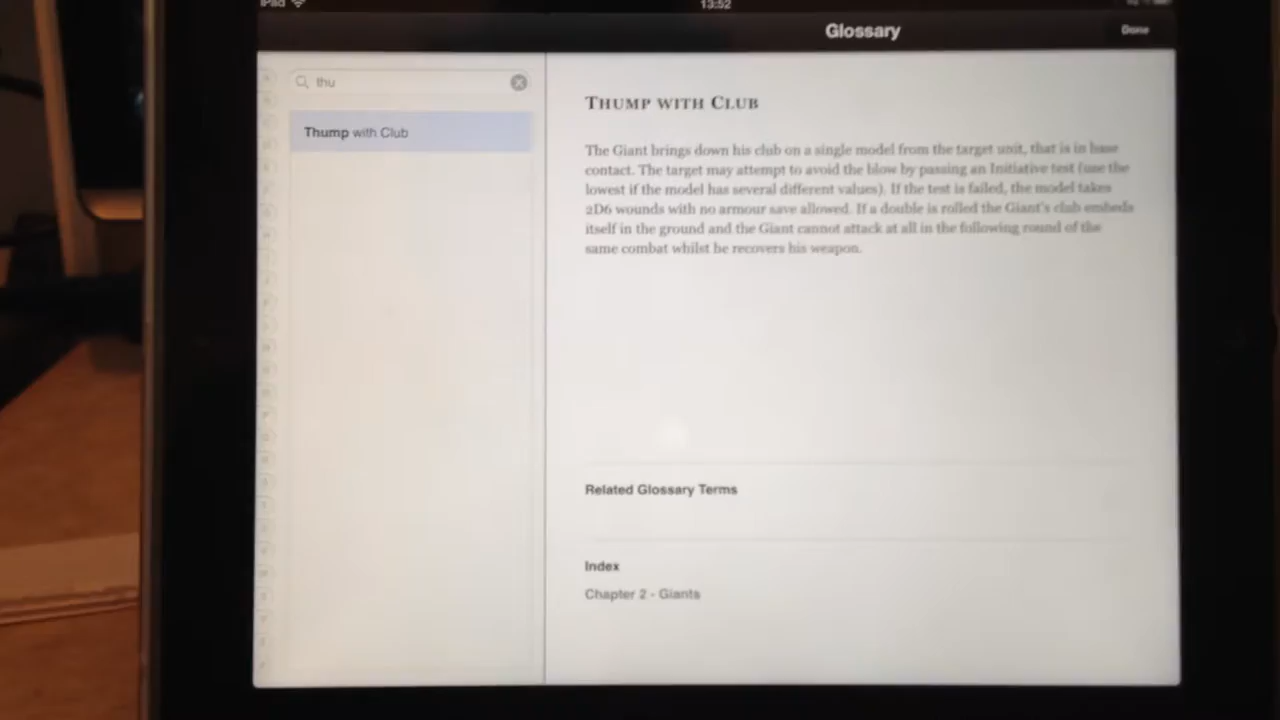 iPad
13:52
Glossary
Done
thu
Thump with Club
THUMP WITH CLUB
The Giant brings down his club on a single model from the target unit, that is in base
contact. The target may attempt to avoid the blow by passing an Initiative test (use the
lowest if the model has several different values). If the test is failed, the model takes
2D6 wounds with no armour save allowed. If a double is rolled the Giant's club embeds
itself in the ground and the Giant cannot attack at all in the following round of the
same combat whilst he recovers his weapon.
Related Glossary Terms
Index
Chapter 2 - Giants